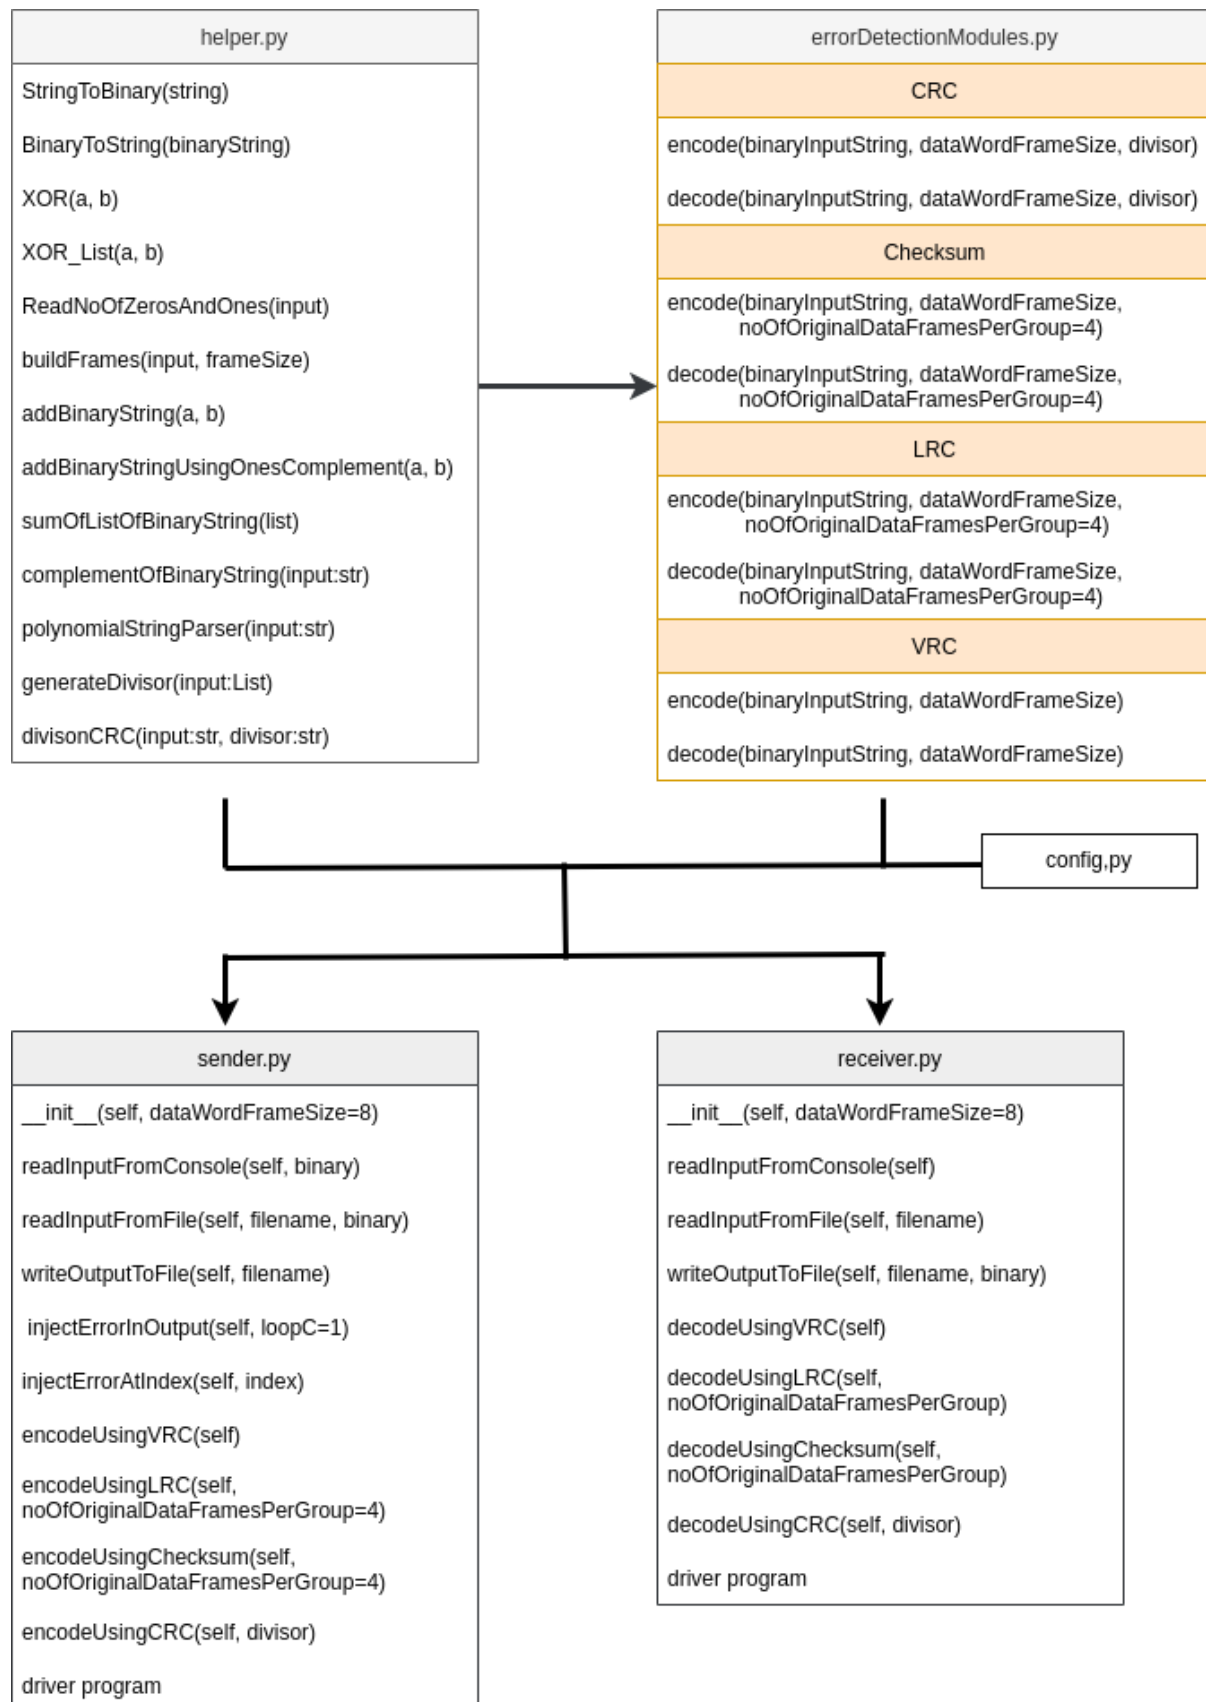 helper.py
StringToBinary(string)
BinaryToString(binaryString)
XOR(a, b)
XOR_List(a, b)
ReadNoOfZerosAndOnes(input)
buildFrames(input, frameSize)
addBinaryString(a, b)
addBinaryStringUsingOnesComplement(a, b)
sumOfListOfBinaryString(list)
complementOfBinaryString(input:str)
polynomialStringParser(input:str)
generateDivisor(input:List)
divisonCRC(input:str, divisor:str)
errorDetectionModules.py
CRC
encode(binaryInputString, dataWordFrameSize, divisor)
decode(binaryInputString, dataWordFrameSize, divisor)
Checksum
encode(binaryInputString, dataWordFrameSize,
noOfOriginalDataFramesPerGroup=4)
decode(binaryInputString, dataWordFrameSize,
noOfOriginalDataFramesPerGroup=4)
LRC
encode(binaryInputString, dataWordFrameSize,
noOfOriginalDataFramesPerGroup=4)
decode(binaryInputString, dataWordFrameSize,
noOfOriginalDataFramesPerGroup=4)
VRC
encode(binaryInputString, dataWordFrameSize)
decode(binaryInputString, dataWordFrameSize)
config,py
sender.py
__init__(self, dataWordFrameSize=8)
readInputFromConsole(self, binary)
readInputFromFile(self, filename, binary)
writeOutputToFile(self, filename)
injectErrorInOutput(self, loopC=1)
injectErrorAtIndex(self, index)
encodeUsingVRC(self)
encodeUsingLRC(self,
noOfOriginalDataFramesPerGroup=4)
encodeUsingChecksum(self,
noOfOriginalDataFramesPerGroup=4)
encodeUsingCRC(self, divisor)
driver program
receiver.py
__init__(self, dataWordFrameSize=8)
readInputFromConsole(self)
readInputFromFile(self, filename)
writeOutputToFile(self, filename, binary)
decodeUsingVRC(self)
decodeUsingLRC(self,
noOfOriginalDataFramesPerGroup)
decodeUsingChecksum(self,
noOfOriginalDataFramesPerGroup)
decodeUsingCRC(self, divisor)
driver program